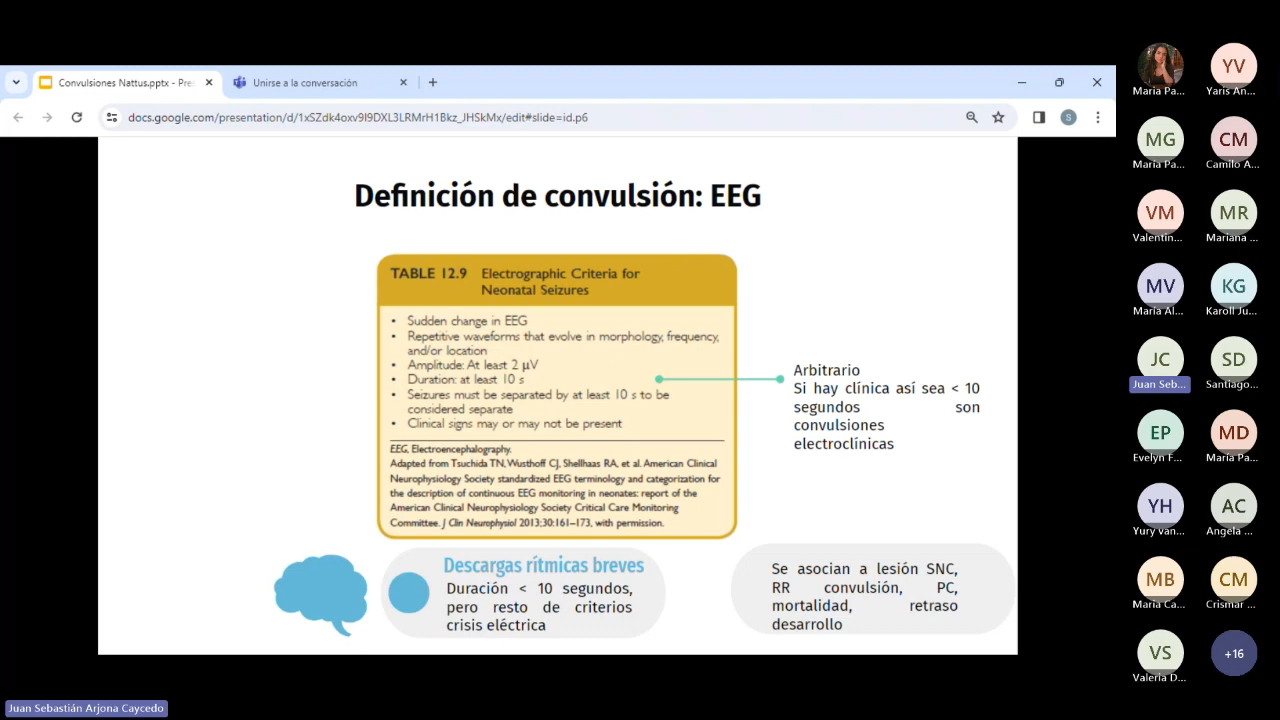 Convulsiones Nattus.pptx - Pres
Unirse a la conversación
docs.google.com/presentation/d/1xSZdk4oxv9I9DXL3LRMrH1Bkz_JHSkMx/edit#slide=id.p6
S
Definición de convulsión: EEG
TABLE 12.9 Electrographic Criteria for
Neonatal Seizures
• Sudden change in EEG
• Repetitive waveforms that evolve in morphology, frequency,
and/or location
• Amplitude: At least 2 μV
• Duration: at least 10 s
• Seizures must be separated by at least 10 s to be
considered separate
• Clinical signs may or may not be present
EEG, Electroencephalography.
Adapted from Tsuchida TN, Wusthoff CJ, Shellhaas RA, et al. American Clinical
Neurophysiology Society standardized EEG terminology and categorization for
the description of continuous EEG monitoring in neonates: report of the
American Clinical Neurophysiology Society Critical Care Monitoring
Committee. J Clin Neurophysiol 2013;30:161–173, with permission.
Arbitrario
Si hay clínica así sea < 10
segundos son
convulsiones
electroclínicas
Descargas rítmicas breves
Duración < 10 segundos,
pero resto de criterios
crisis eléctrica
Se asocian a lesión SNC,
RR convulsión, PC,
mortalidad, retraso
desarrollo
Juan Sebastián Arjona Caycedo
Maria Pa...
YV
Yaris An...
MG
Maria Pa...
CM
Camilo A...
VM
Valentin...
MR
Mariana ...
MV
María Al...
KG
Karoll Ju...
JC
Juan Seb...
SD
Santiago...
EP
Evelyn F...
MD
María Pa...
YH
Yury van...
AC
Angela ...
MB
Maria Ca...
CM
Crismar ...
VS
Valeria D...
+16